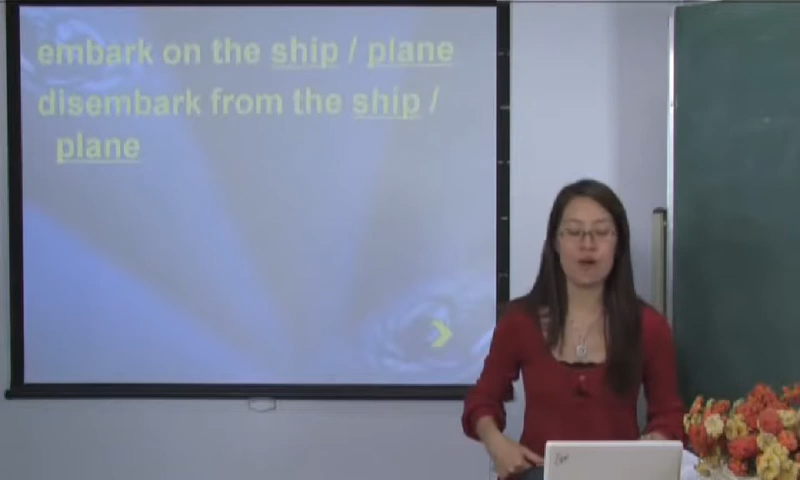 embark on the ship / plane
disembark from the ship /
plane